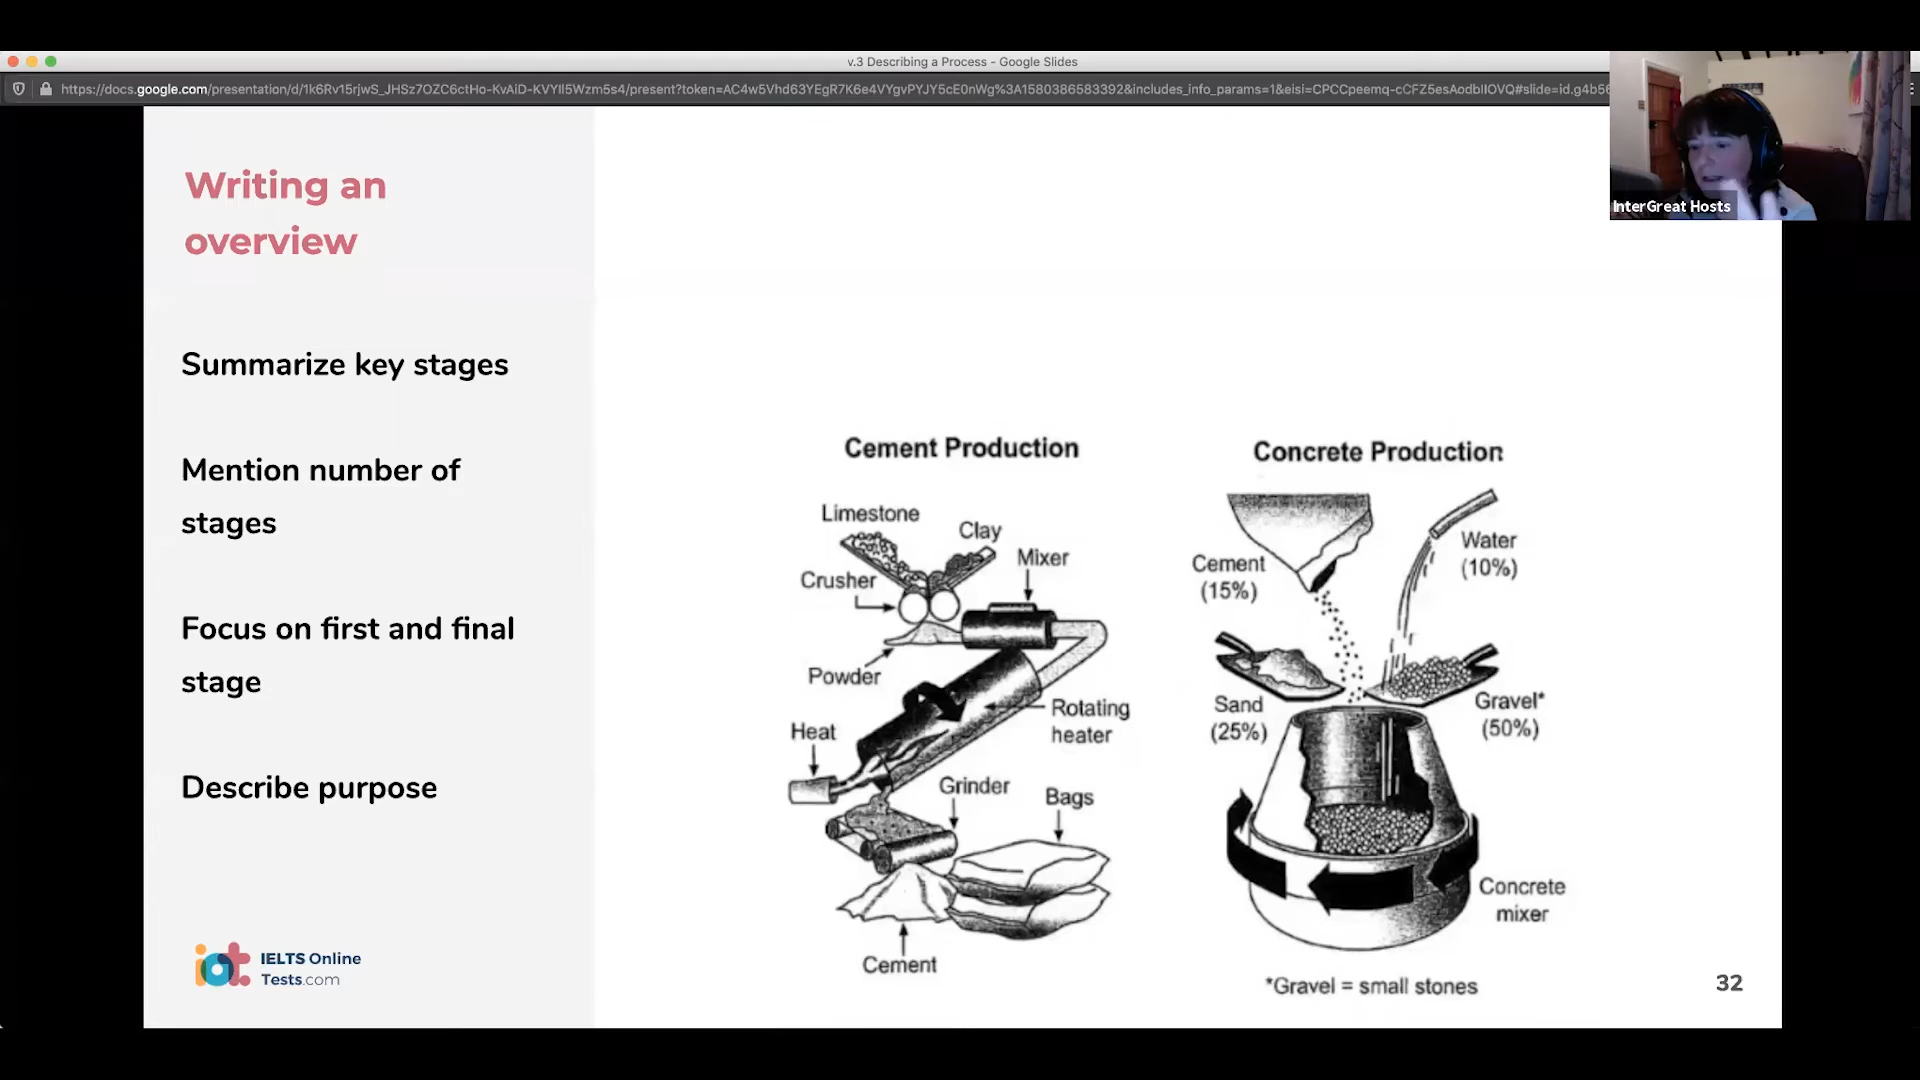 v.3 Describing a Process - Google Slides
InterGreat Hosts
Writing an
overview
Summarize key stages
Mention number of
stages
Focus on first and final
stage
Describe purpose
IELTS Online
Tests.com
Cement Production
Limestone
Clay
Mixer
Crusher
Powder
Rotating
heater
Heat
Grinder
Bags
Cement
Concrete Production
Cement
(15%)
Water
(10%)
Sand
(25%)
Gravel*
(50%)
Concrete
mixer
*Gravel = small stones
32